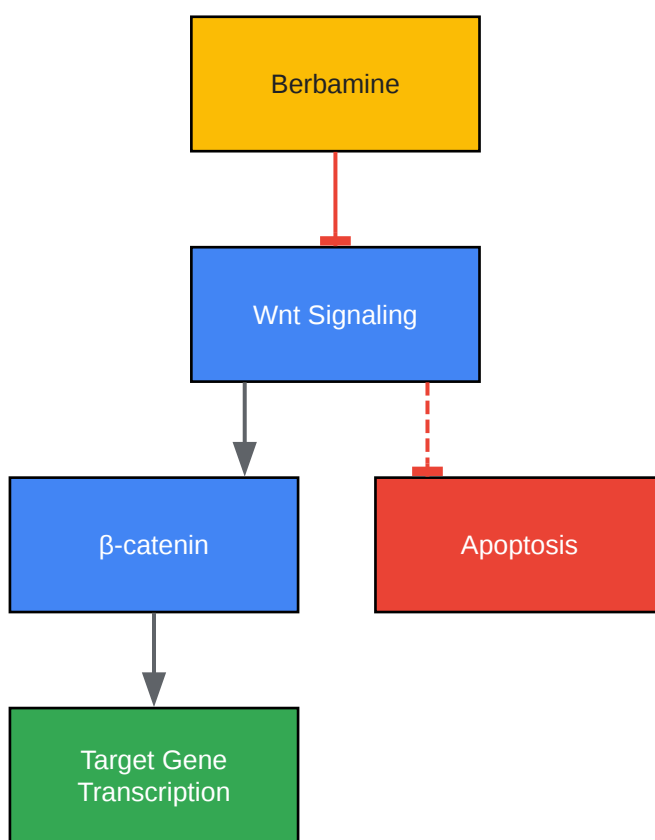 Berbamine
Wnt Signaling
β-catenin
Apoptosis
Target Gene
Transcription